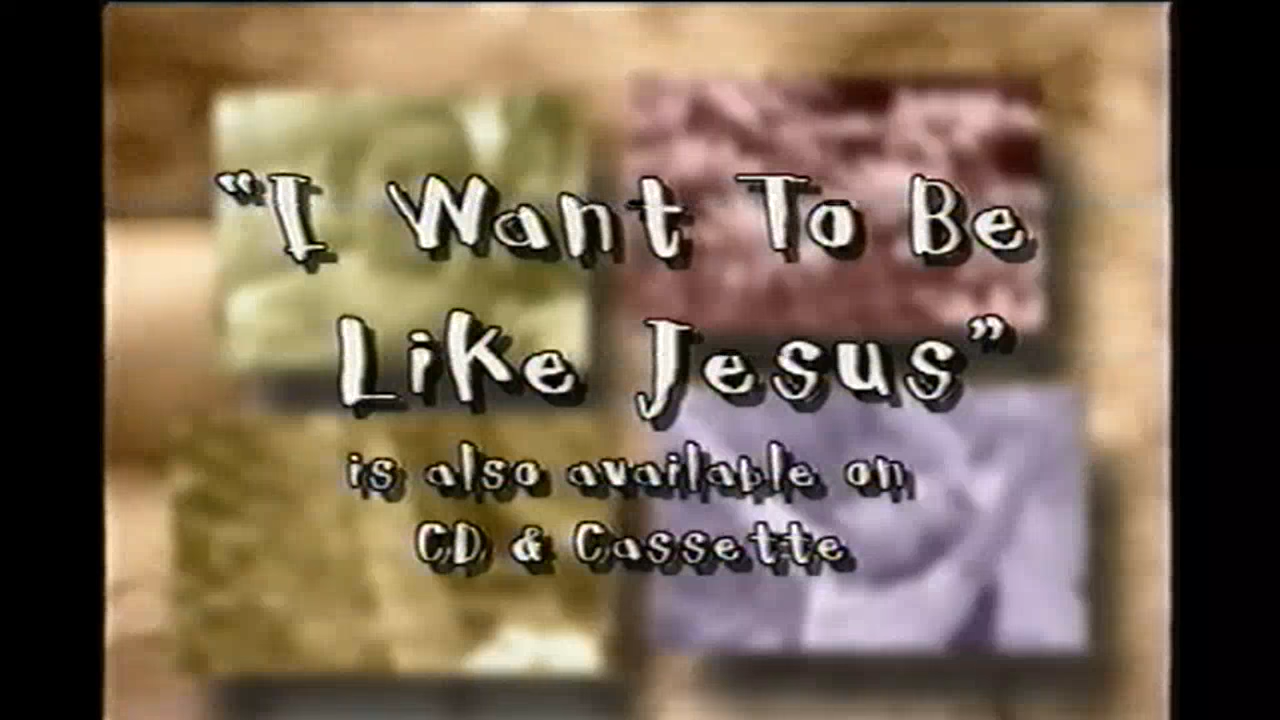 “I Want To Be
Like Jesus”
is also available on
CD & Cassette